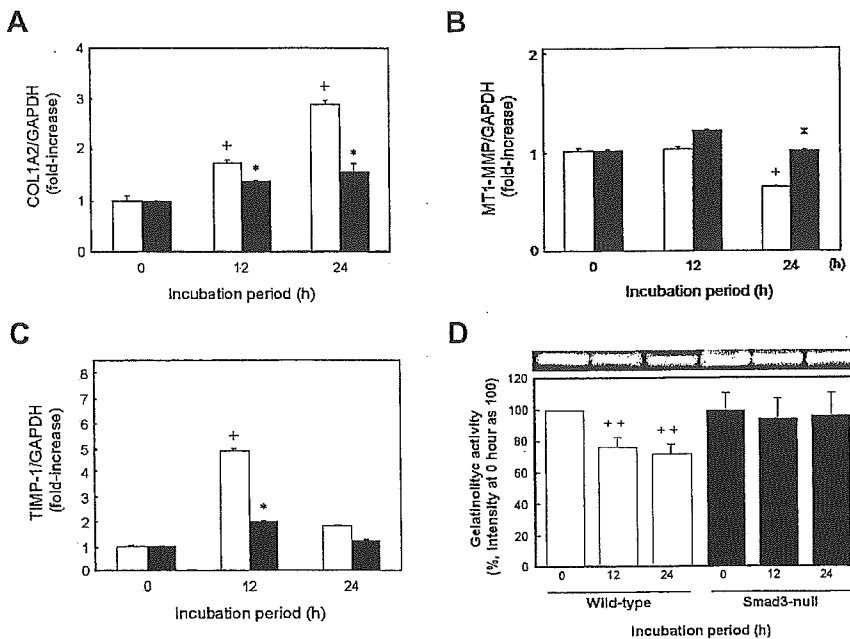 A
COL1A2/GAPDH
(fold-increase)
4
3
2
1
0
+
*
+
*
0
12
24
Incubation period (h)
B
MT1-MMP/GAPDH
(fold-increase)
2
1
0
+
*
0
12
24
(h)
Incubation period (h)
C
TIMP-1/GAPDH
(fold-increase)
8
6
5
4
3
2
1
0
+
*
0
12
24
Incubation period (h)
D
Gelatinolityc activity
(%, Intensity at 0 hour as 100)
120
100
80
60
40
20
0
++
++
0
12
24
0
12
24
Wild-type
Smad3-null
Incubation period (h)